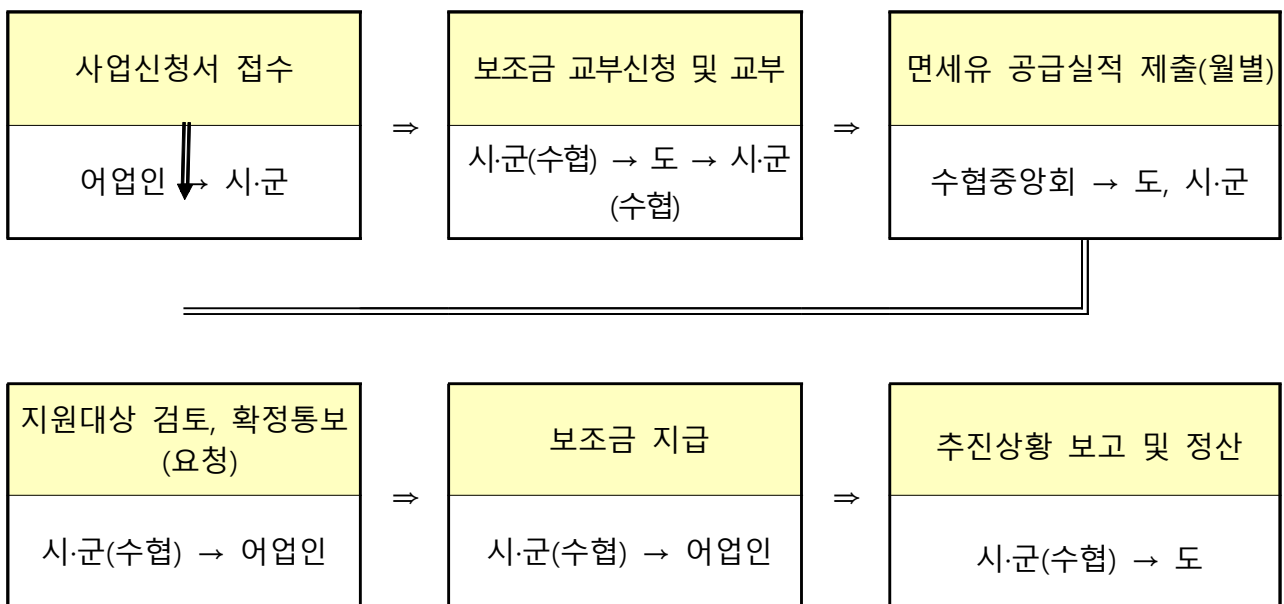 사업신청서 접수
어업인 → 시·군
⇒
보조금 교부신청 및 교부
시·군(수협) → 도 → 시·군
(수협)
⇒
면세유 공급실적 제출(월별)
수협중앙회 → 도, 시·군
지원대상 검토, 확정통보
(요청)
시·군(수협) → 어업인
⇒
보조금 지급
시·군(수협) → 어업인
⇒
추진상황 보고 및 정산
시·군(수협) → 도